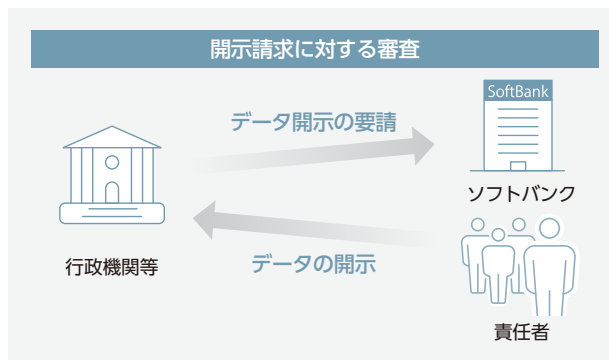 開示請求に対する審査
データ開示の要請
SoftBank
ソフトバンク
行政機関等
データの開示
責任者